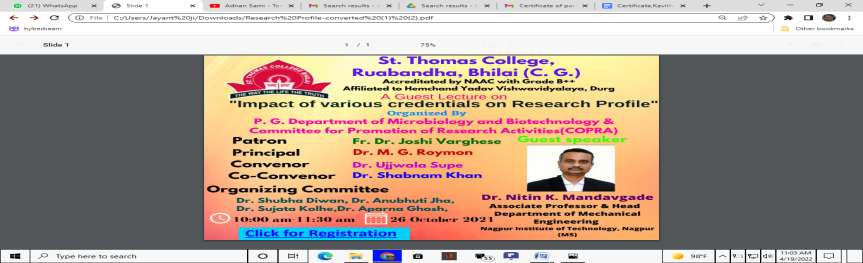 (21) WhatsApp
Slide 1
Adnan Sami - Te
Search results -
Search results -
Certificate of par
Certificate,Kavith
File | C:/Users/Jayant%20Ji/Downloads/Research%20Profile-converted%20(1)%20(2).pdf
hyberbeam
Other bookmarks
Slide 1
1 / 1
75%
ST THOMAS COLLEGE BHILAI
THE WAY THE LIFE THE TRUTH
St. Thomas College,
Ruabandha, Bhilai (C. G.)
Accredited by NAAC with Grade B++
Affiliated to Hemchand Yadav Vishwavidyalaya, Durg
A Guest Lecture on
"Impact of various credentials on Research Profile"
Organized By
P. G. Department of Microbiology and Biotechnology &
Committee for Promotion of Research Activities(COPRA)
Patron Fr. Dr. Joshi Varghese
Principal Dr. M. G. Roymon
Convenor Dr. Ujjwala Supe
Co-Convenor Dr. Shabnam Khan
Organizing Committee
Dr. Shubha Diwan, Dr. Anubhuti Jha,
Dr. Sujata Kolhe,Dr. Aparna Ghosh,
10:00 am-11:30 am 26 October 2021
Click for Registration
Guest speaker
Dr. Nitin K. Mandavgade
Associate Professor & Head
Department of Mechanical
Engineering
Nagpur Institute of Technology, Nagpur
(MS)
Type here to search
98°F
11:03 AM
4/19/2022